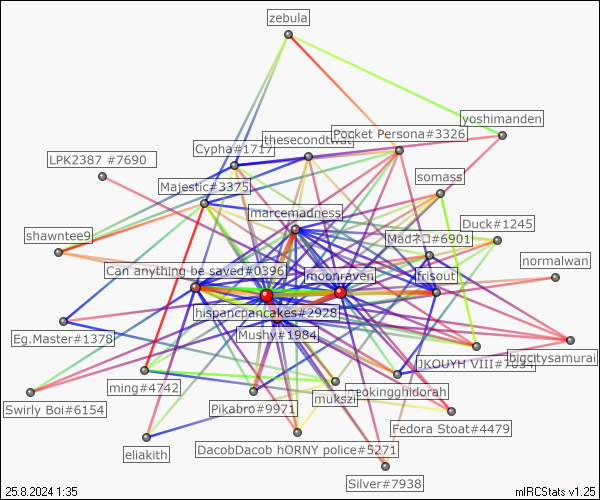 zebula
yoshimanden
Pocket Persona#3326
thesecondtwat
Cypha#1717
LPK2387 #7690
somass
Majestic#3375
marcemadness
Duck#1245
shawntee9
Madネコ#6901
normalwan
Can anything be saved#0396
moonraven
frisout
hispancpancakes#2928
Mushy#1984
Eg.Master#1378
bigcitysamurai
JKOUYH VIII#7034
ming#4742
mukszi
Pikabro#9971
Swirly Boi#6154
Fedora Stoat#4479
DacobDacob hORNY police#5271
eliakith
Silver#7938
25.8.2024 1:35
mIRCStats v1.25